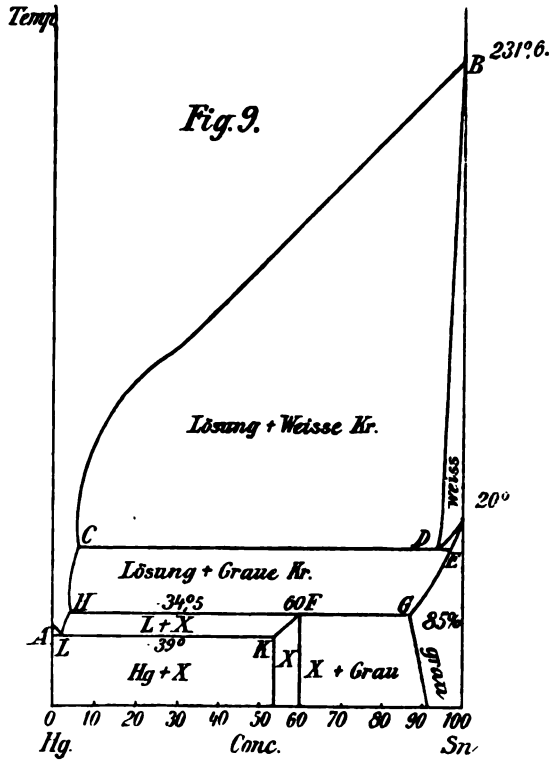 Temp.
B 231°,6.
Fig. 9.
Lösung + Weisse Kr.
weiss
20°
C D E
Lösung + Graue Kr.
H 34°,5 60 F G 85%
A L + X
L 39° K X
Hg + X X + Grau grau
0 10 20 30 40 50 60 70 80 90 100
Hg. Conc. Sn